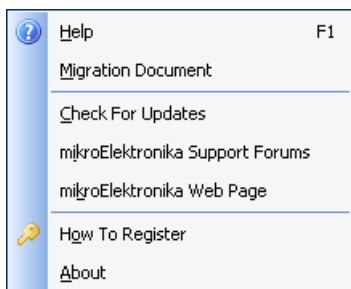 Help F1
Migration Document
Check For Updates
mikroElektronika Support Forums
mikroElektronika Web Page
How To Register
About